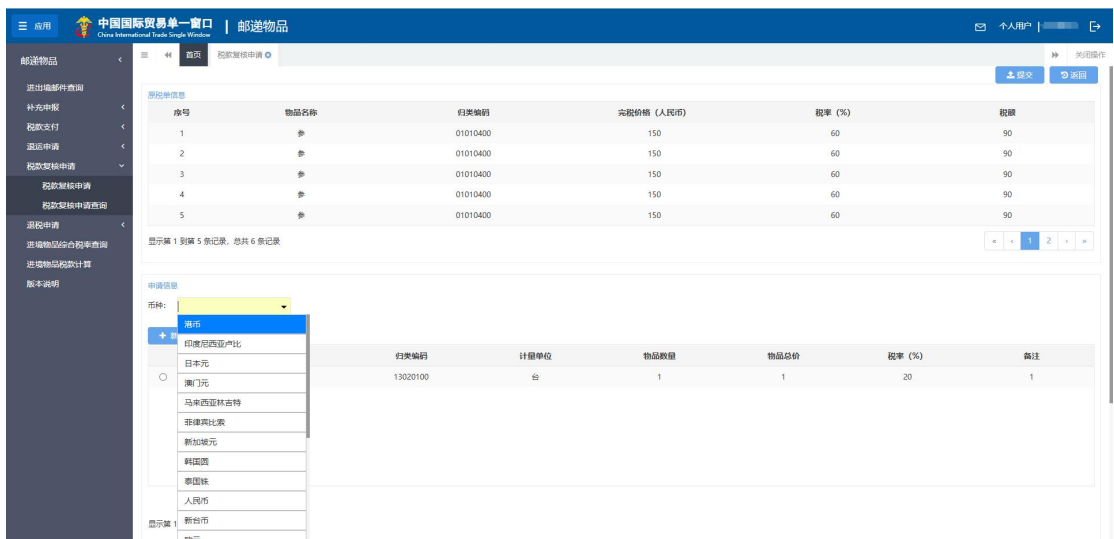 应用 中国国际贸易单一窗口 | 邮递物品 个人用户 |
China International Trade Single Window
邮递物品
进出境邮件查询
补充申报
税款支付
退运申请
税款复核申请
税款复核申请
税款复核申请查询
退税申请
进境物品综合税率查询
进境物品税款计算
版本说明
首页 税款复核申请 关闭操作
提交 返回
原税单信息
序号 物品名称 归类编码 完税价格（人民币） 税率（%） 税额
1 参 01010400 150 60 90
2 参 01010400 150 60 90
3 参 01010400 150 60 90
4 参 01010400 150 60 90
5 参 01010400 150 60 90
显示第 1 到第 5 条记录，总共 6 条记录 « ‹ 1 2 › »
申请信息
币种:
港币
印度尼西亚卢比
日本元
澳门元
马来西亚林吉特
菲律宾比索
新加坡元
韩国圆
泰国铢
人民币
新台币
归类编码 计量单位 物品数量 物品总价 税率（%） 备注
13020100 台 1 1 20 1
显示第 1